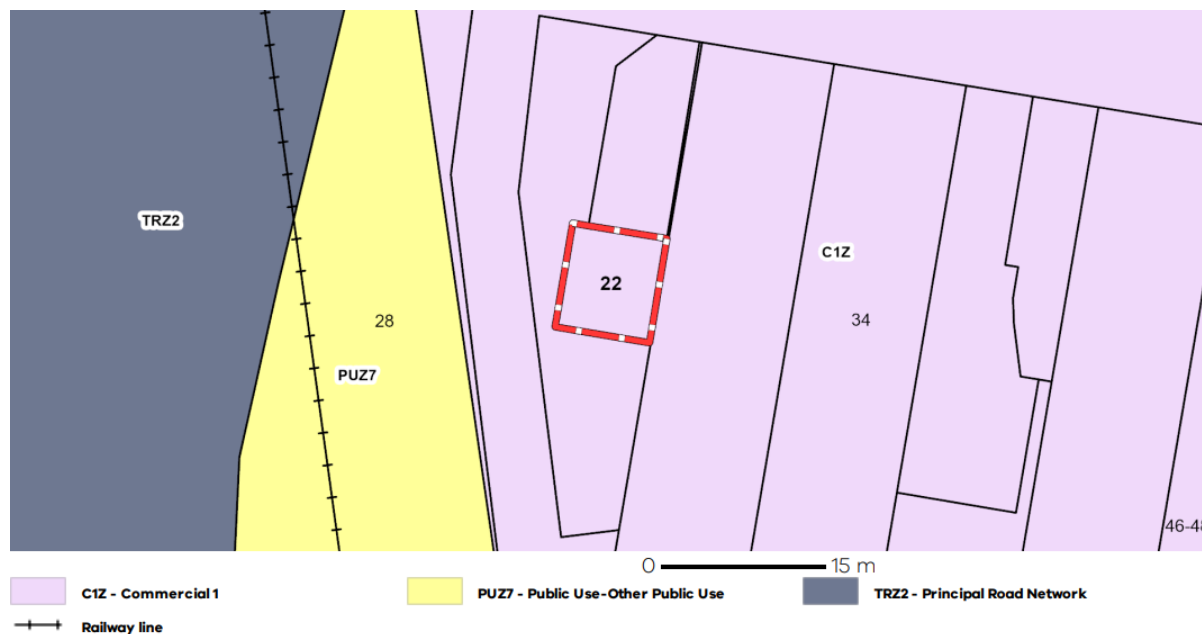 TRZ2
C1Z
22
28
34
PUZ7
46-48
0 15 m
C1Z - Commercial 1
PUZ7 - Public Use-Other Public Use
TRZ2 - Principal Road Network
Railway line